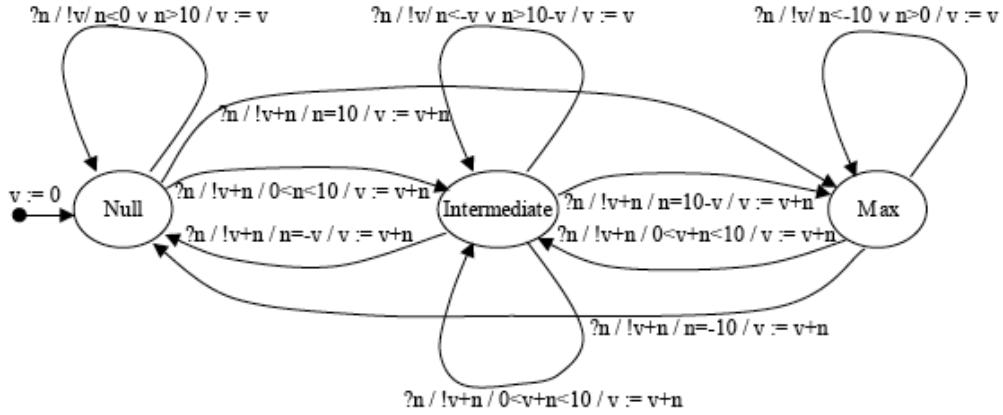 ?n / !v/ n<0 ∨ n>10 / v := v
?n / !v/ n<-v ∨ n>10-v / v := v
?n / !v/ n<-10 ∨ n>0 / v := v
?n / !v+n / n=10 / v := v+n
v := 0
Null
?n / !v+n / 0<n<10 / v := v+n
Intermediate
?n / !v+n / n=10-v / v := v+n
Max
?n / !v+n / n=-v / v := v+n
?n / !v+n / 0<v+n<10 / v := v+n
?n / !v+n / n=-10 / v := v+n
?n / !v+n / 0<v+n<10 / v := v+n